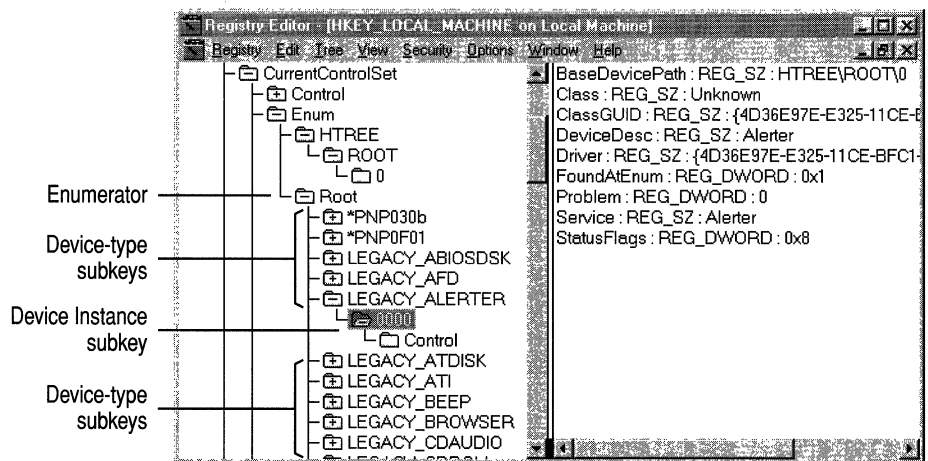 Registry Editor - [HKEY_LOCAL_MACHINE on Local Machine]
Registry Edit Tree View Security Options Window Help
CurrentControlSet
Control
Enum
HTREE
ROOT
0
Enumerator
Root
*PNP030b
*PNP0F01
Device-type
subkeys
LEGACY_ABIOSDSK
LEGACY_AFD
LEGACY_ALERTER
Device Instance
subkey
0000
Control
LEGACY_ATDISK
LEGACY_ATI
Device-type
subkeys
LEGACY_BEEP
LEGACY_BROWSER
LEGACY_CDAUDIO
BaseDevicePath : REG_SZ : HTREE\ROOT\0
Class : REG_SZ : Unknown
ClassGUID : REG_SZ : {4D36E97E-E325-11CE-
DeviceDesc : REG_SZ : Alerter
Driver : REG_SZ : {4D36E97E-E325-11CE-BFC1-
FoundAtEnum : REG_DWORD : 0x1
Problem : REG_DWORD : 0
Service : REG_SZ : Alerter
StatusFlags : REG_DWORD : 0x8